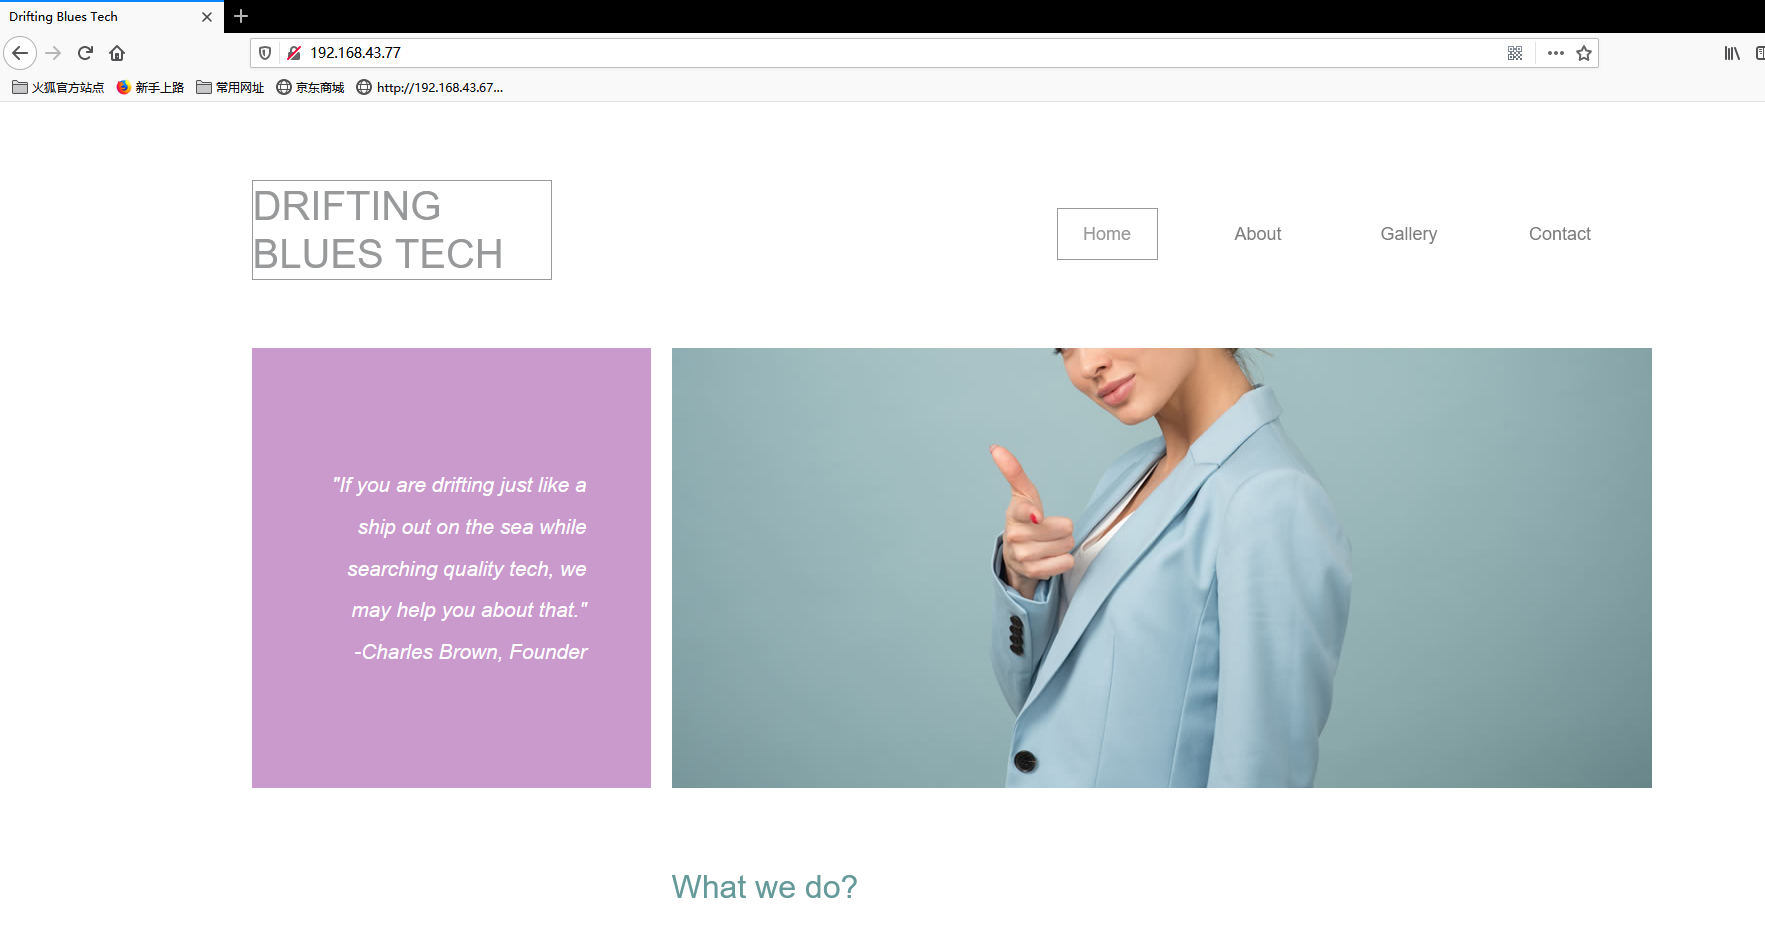 Drifting Blues Tech
192.168.43.77
火狐官方站点
新手上路
常用网址
京东商城
http://192.168.43.67...
DRIFTING
BLUES TECH
Home
About
Gallery
Contact
"If you are drifting just like a
ship out on the sea while
searching quality tech, we
may help you about that."
-Charles Brown, Founder
What we do?